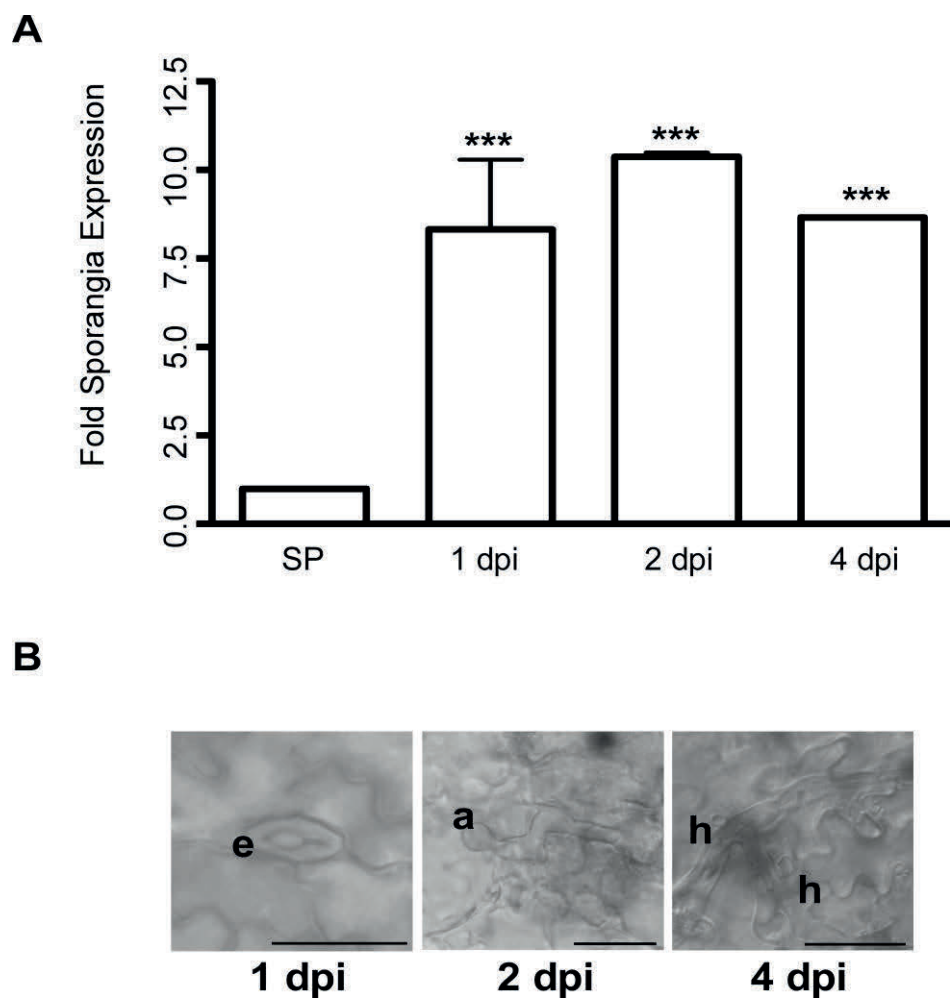 A
Fold Sporangia Expression
12.5
10.0
7.5
5.0
2.5
0.0
***
***
***
SP 1 dpi 2 dpi 4 dpi
B
e
a
h
h
1 dpi 2 dpi 4 dpi